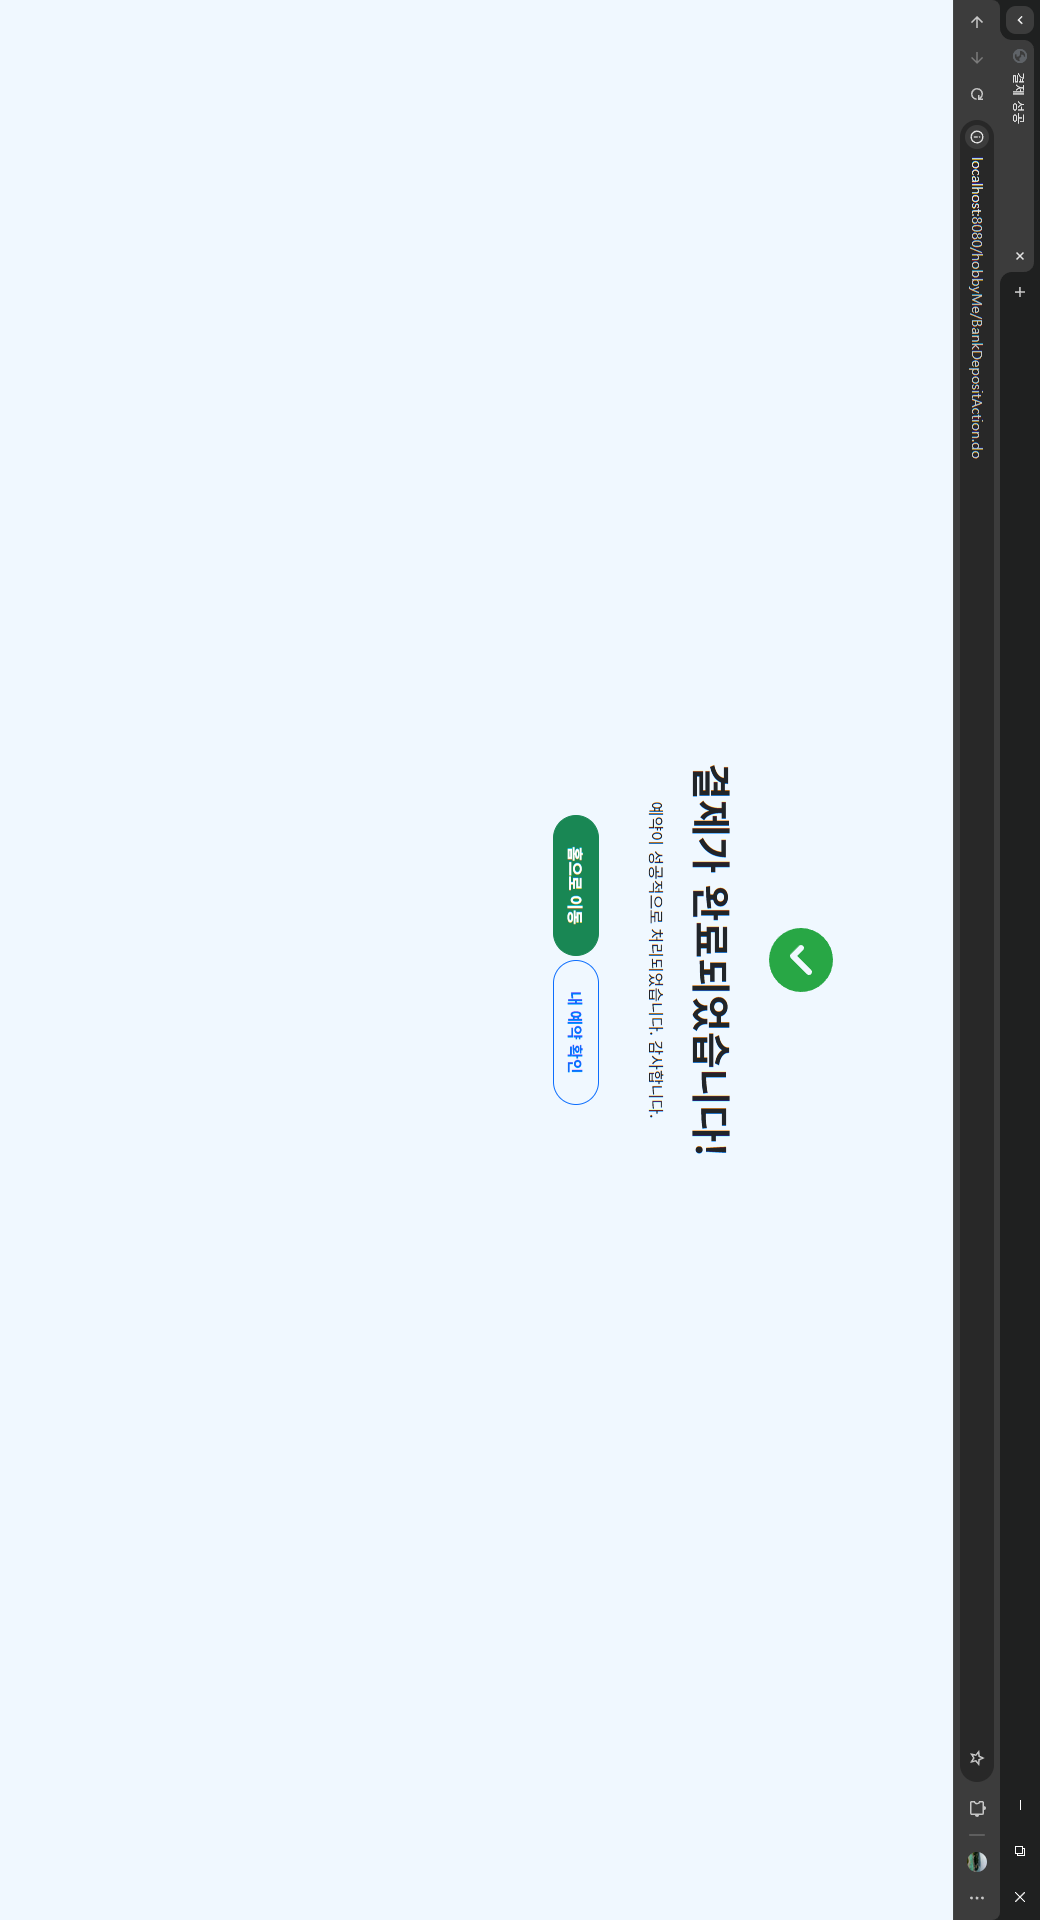 결제 성공
localhost:8080/hobbyMe/BankDepositAction.do
결제가 완료되었습니다!
예약이 성공적으로 처리되었습니다. 감사합니다.
홈으로 이동
내 예약 확인